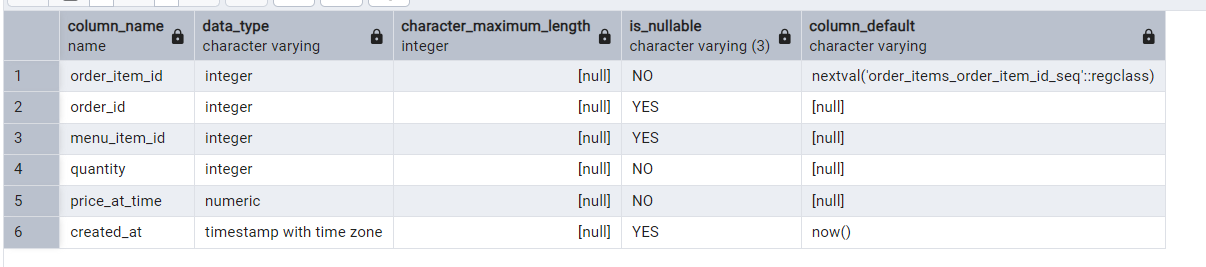 column_name data_type character_maximum_length is_nullable column_default
name character varying integer character varying (3) character varying
1 order_item_id integer [null] NO nextval('order_items_order_item_id_seq'::regclass)
2 order_id integer [null] YES [null]
3 menu_item_id integer [null] YES [null]
4 quantity integer [null] NO [null]
5 price_at_time numeric [null] NO [null]
6 created_at timestamp with time zone [null] YES now()